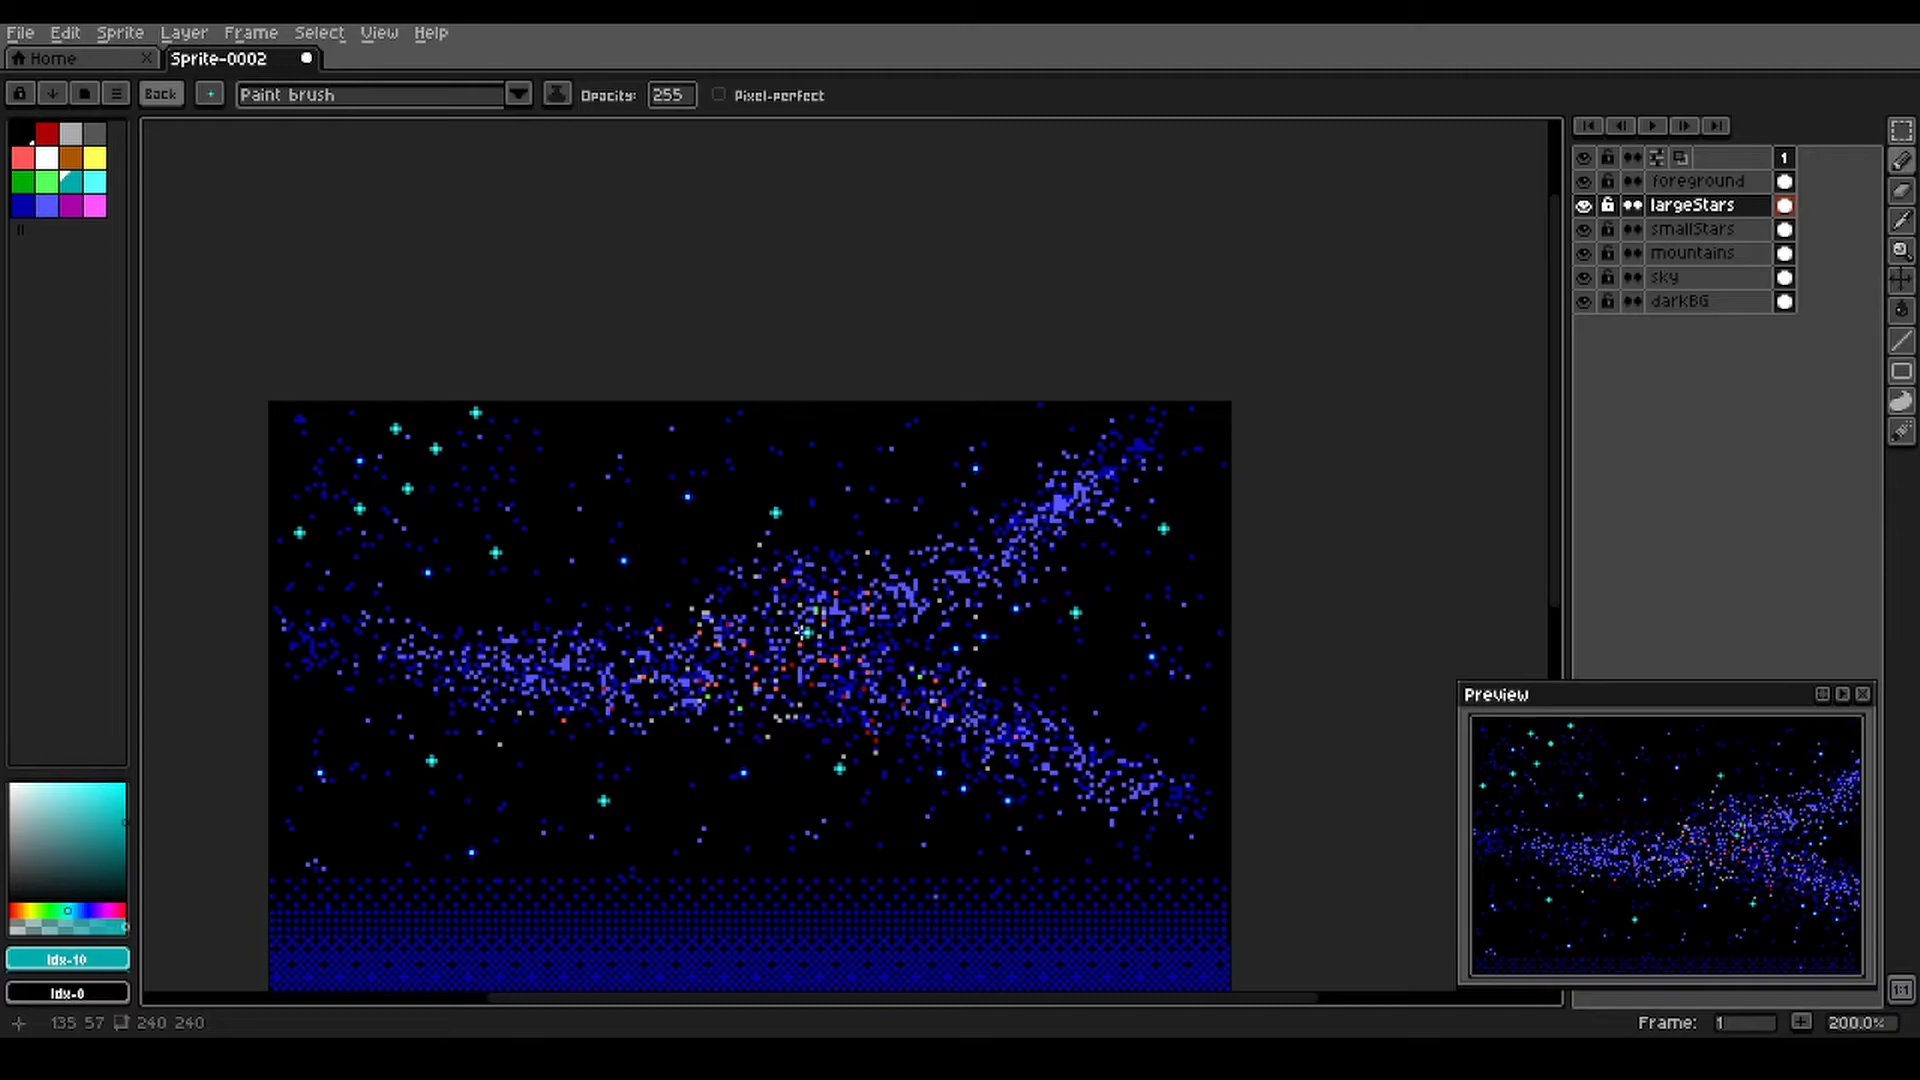 File Edit Sprite Layer Frame Select View Help
Home Sprite-0002
Back Paint brush Opacity: 255 Pixel-perfect
1
foreground
largeStars
smallStars
mountains
sky
darkBG
Preview
Idx-10
Idx-0
135 57 240 240
Frame: 1 200.0%
1:1